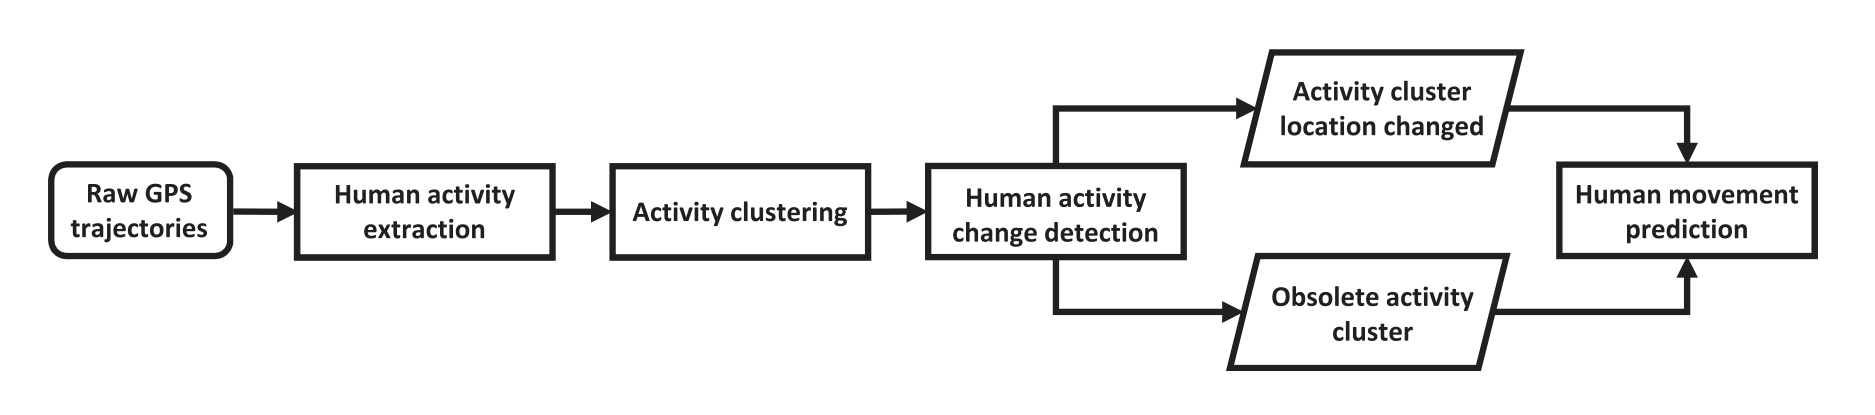 Raw GPS
trajectories
Human activity
extraction
Activity clustering
Human activity
change detection
Activity cluster
location changed
Obsolete activity
cluster
Human movement
prediction